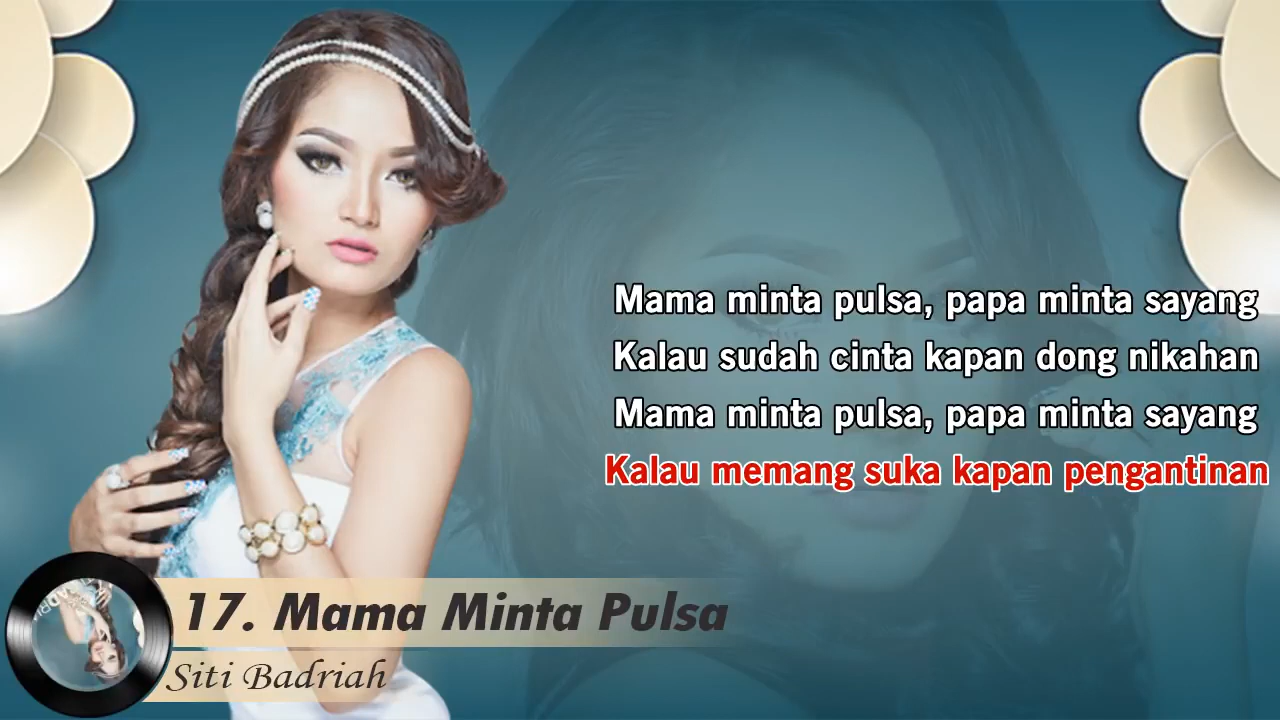 Mama minta pulsa, papa minta sayang
Kalau sudah cinta kapan dong nikahan
Mama minta pulsa, papa minta sayang
Kalau memang suka kapan pengantinan
17. Mama Minta Pulsa
Siti Badriah